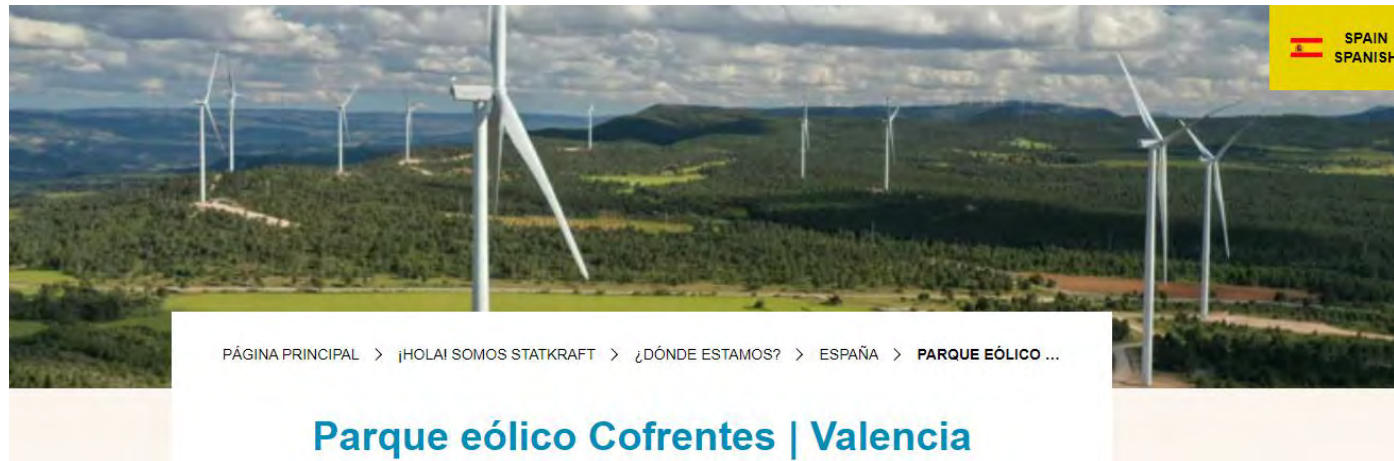 SPAIN
SPANISH
PÁGINA PRINCIPAL > ¡HOLA! SOMOS STATKRAFT > ¿DÓNDE ESTAMOS? > ESPAÑA > PARQUE EÓLICO ...
Parque eólico Cofrentes | Valencia